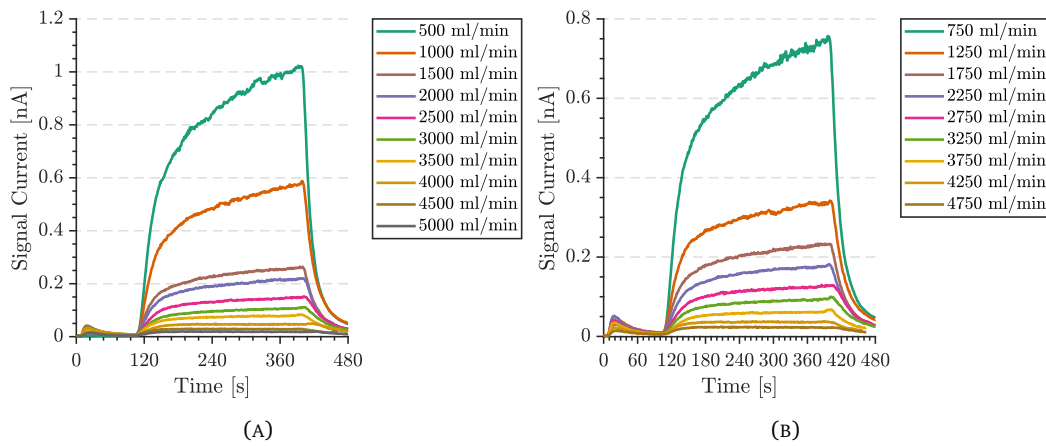 1.2
1
0.8
0.6
0.4
0.2
0
Signal Current [nA]
0 120 240 360 480
Time [s]
500 ml/min
1000 ml/min
1500 ml/min
2000 ml/min
2500 ml/min
3000 ml/min
3500 ml/min
4000 ml/min
4500 ml/min
5000 ml/min
(A)
0.8
0.6
0.4
0.2
0
Signal Current [nA]
0 60 120 180 240 300 360 420 480
Time [s]
750 ml/min
1250 ml/min
1750 ml/min
2250 ml/min
2750 ml/min
3250 ml/min
3750 ml/min
4250 ml/min
4750 ml/min
(B)